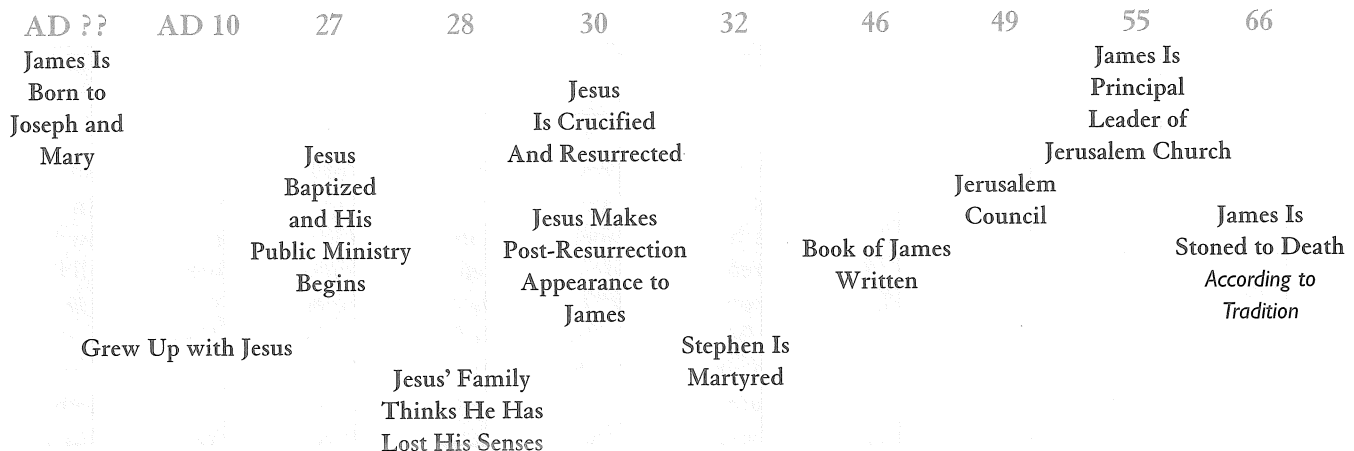 AD ??
AD 10
27
28
30
32
46
49
55
66
James Is
Born to
Joseph and
Mary
Grew Up with Jesus
Jesus
Baptized
and His
Public Ministry
Begins
Jesus' Family
Thinks He Has
Lost His Senses
Jesus
Is Crucified
And Resurrected
Jesus Makes
Post-Resurrection
Appearance to
James
Stephen Is
Martyred
Book of James
Written
Jerusalem
Council
James Is
Principal
Leader of
Jerusalem Church
James Is
Stoned to Death
According to
Tradition